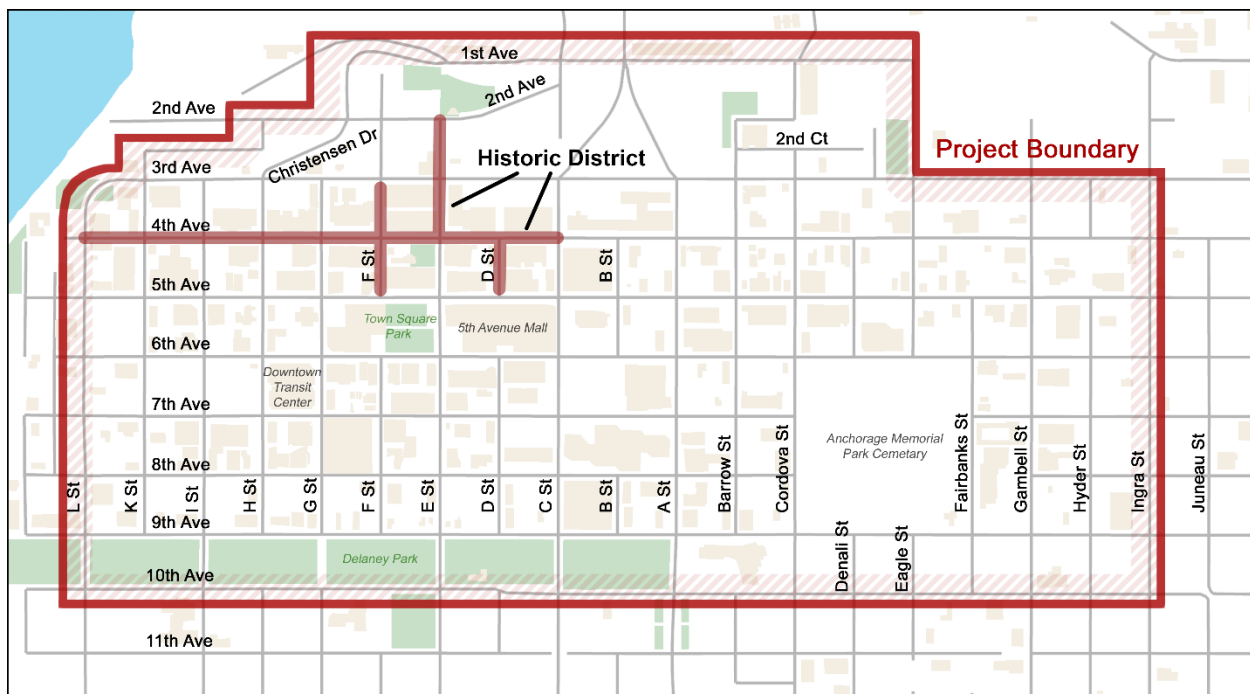 1st Ave
2nd Ave
2nd Ave
Christensen Dr
2nd Ct
Historic District
Project Boundary
3rd Ave
4th Ave
F St
D St
B St
5th Ave
Town Square
Park
5th Avenue Mall
6th Ave
Downtown
Transit
Center
7th Ave
Anchorage Memorial
Park Cemetery
8th Ave
L St
K St
I St
H St
G St
F St
E St
D St
C St
B St
A St
Barrow St
Cordova St
Fairbanks St
Gambell St
Hyder St
Ingra St
Juneau St
9th Ave
Delaney Park
Denali St
Eagle St
10th Ave
11th Ave